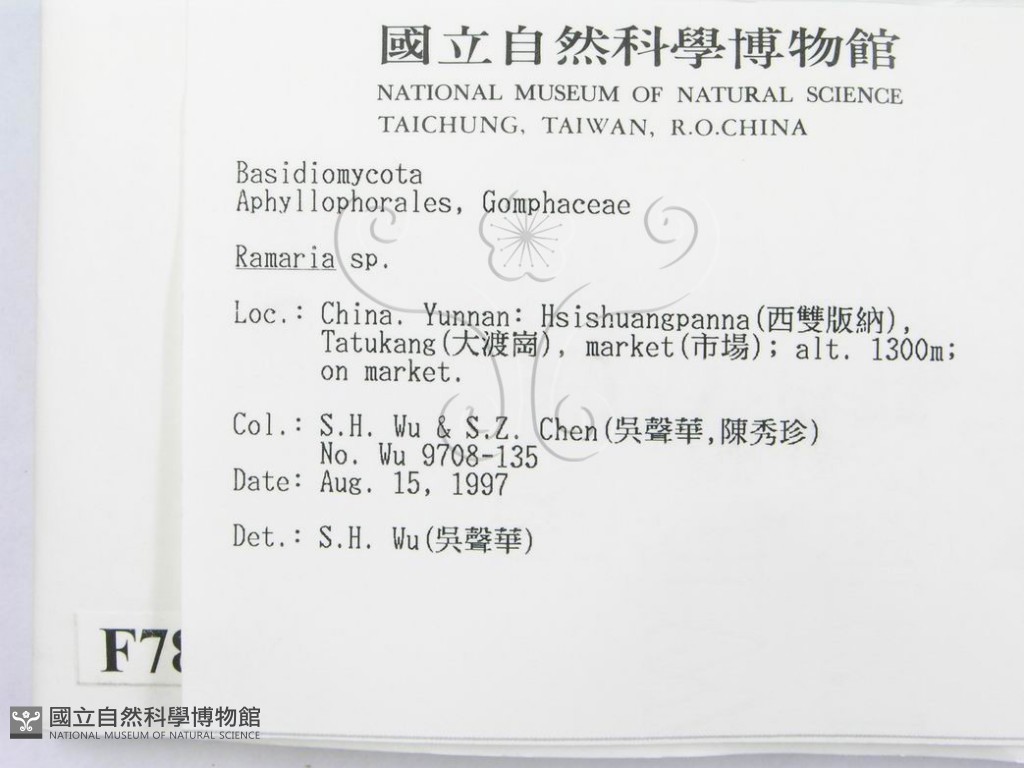 國立自然科學博物館
NATIONAL MUSEUM OF NATURAL SCIENCE
TAICHUNG, TAIWAN, R.O.CHINA
Basidiomycota
Aphyllophorales, Gomphaceae
Ramaria sp.
Loc.: China. Yunnan: Hsishuangpanna(西雙版納),
Tatukang(大渡崗), market(市場); alt. 1300m;
on market.
Col.: S.H. Wu & S.Z. Chen(吳聲華,陳秀珍)
No. Wu 9708-135
Date: Aug. 15, 1997
Det.: S.H. Wu(吳聲華)
F78
國立自然科學博物館
NATIONAL MUSEUM OF NATURAL SCIENCE